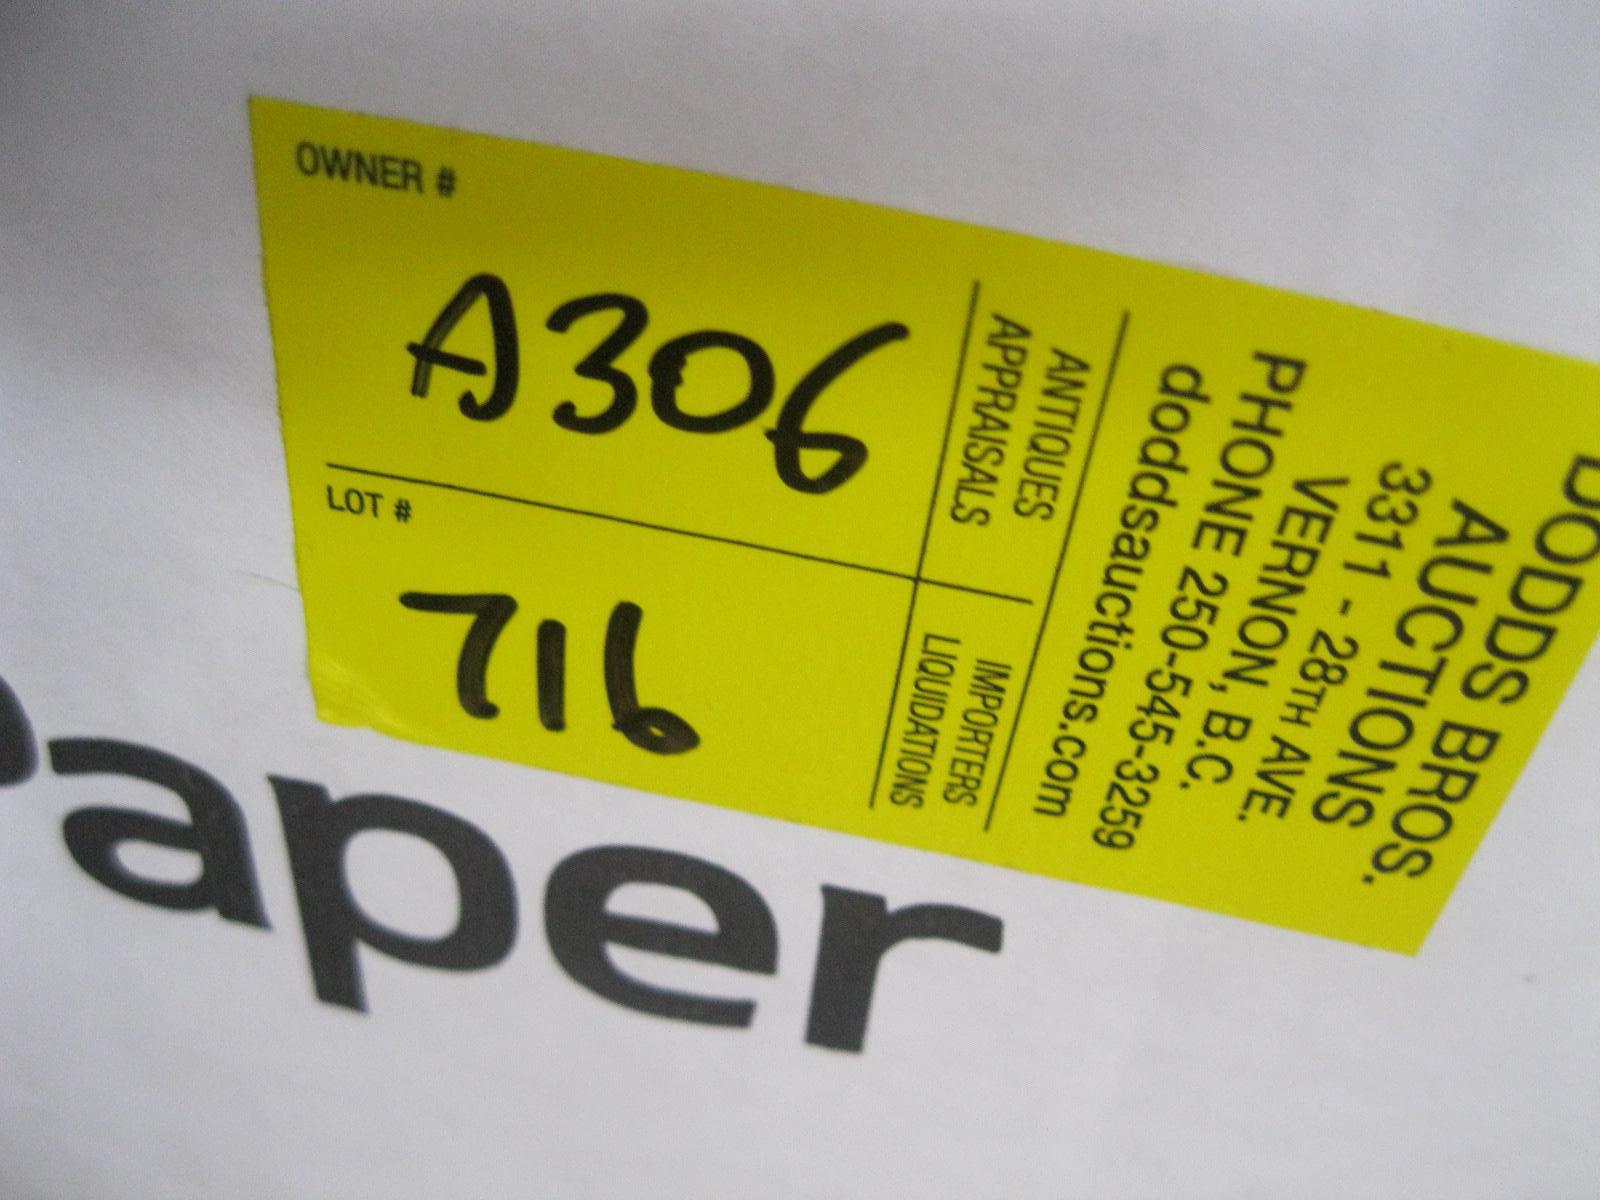 OWNER #
A306
LOT #
716
DODDS BROS.
AUCTIONS
3311 - 28TH AVE.
VERNON, B.C.
PHONE 250-545-3259
doddsauctions.com
ANTIQUES
APPRAISALS
IMPORTERS
LIQUIDATIONS
Paper